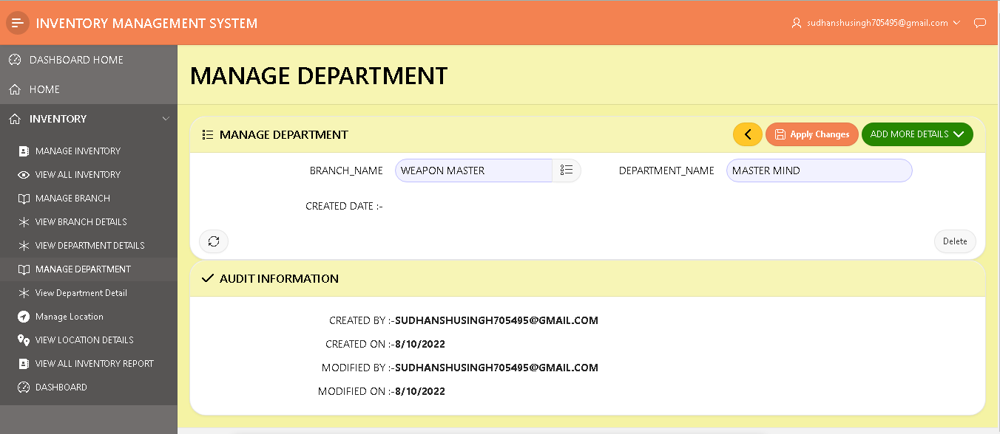 INVENTORY MANAGEMENT SYSTEM
sudhanshusingh705495@gmail.com
DASHBOARD HOME
HOME
INVENTORY
MANAGE INVENTORY
VIEW ALL INVENTORY
MANAGE BRANCH
VIEW BRANCH DETAILS
VIEW DEPARTMENT DETAILS
MANAGE DEPARTMENT
View Department Detail
Manage Location
VIEW LOCATION DETAILS
VIEW ALL INVENTORY REPORT
DASHBOARD
MANAGE DEPARTMENT
MANAGE DEPARTMENT
Apply Changes
ADD MORE DETAILS
BRANCH_NAME WEAPON MASTER DEPARTMENT_NAME MASTER MIND
CREATED DATE :-
Delete
AUDIT INFORMATION
CREATED BY :-SUDHANSHUSINGH705495@GMAIL.COM
CREATED ON :-8/10/2022
MODIFIED BY :-SUDHANSHUSINGH705495@GMAIL.COM
MODIFIED ON :-8/10/2022